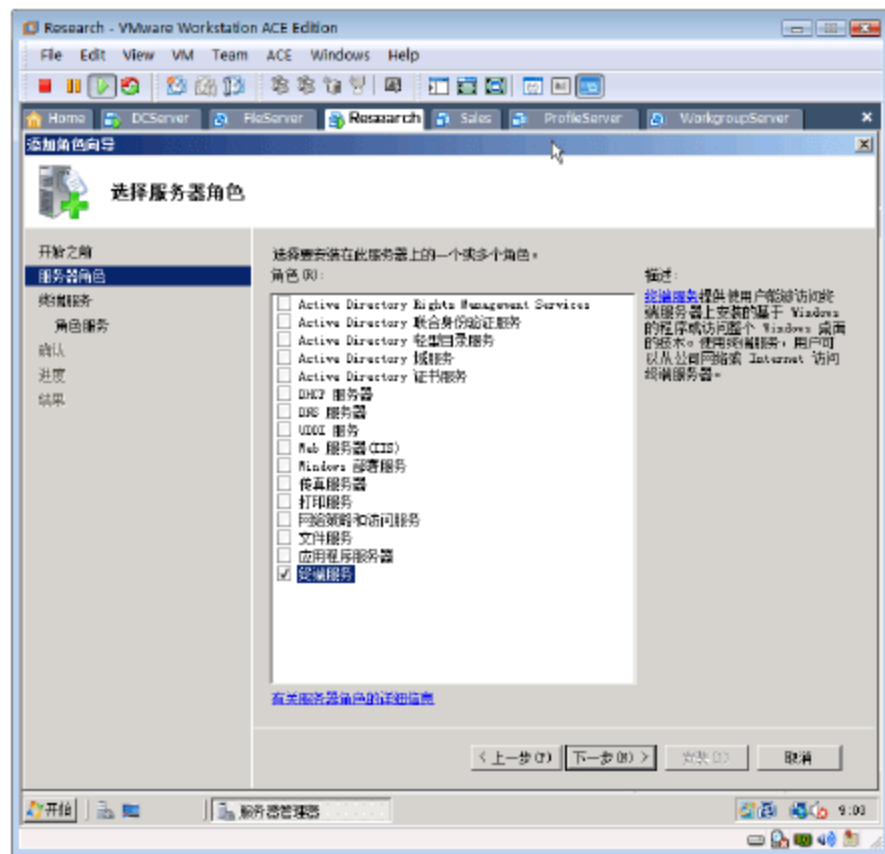 Research - VMware Workstation ACE Edition
File Edit View VM Team ACE Windows Help
Home DCServer FileServer Research Sales ProfileServer WorkgroupServer
添加角色向导
选择服务器角色
开始之前
服务器角色
终端服务
角色服务
确认
进度
结果
选择要安装在此服务器上的一个或多个角色。
角色(R):
Active Directory Rights Management Services
Active Directory 联合身份验证服务
Active Directory 轻型目录服务
Active Directory 域服务
Active Directory 证书服务
DHCP 服务器
DNS 服务器
UDDI 服务
Web 服务器(IIS)
Windows 部署服务
传真服务器
打印服务
网络策略和访问服务
文件服务
应用程序服务器
终端服务
有关服务器角色的详细信息
描述:
终端服务提供使用户能够访问终
端服务器上安装的基于 Windows
的程序或访问整个 Windows 桌面
的技术。使用终端服务,用户可
以从公司网络或 Internet 访问
终端服务器。
< 上一步(P) 下一步(N) > 安装(I) 取消
开始 服务器管理器 9:03